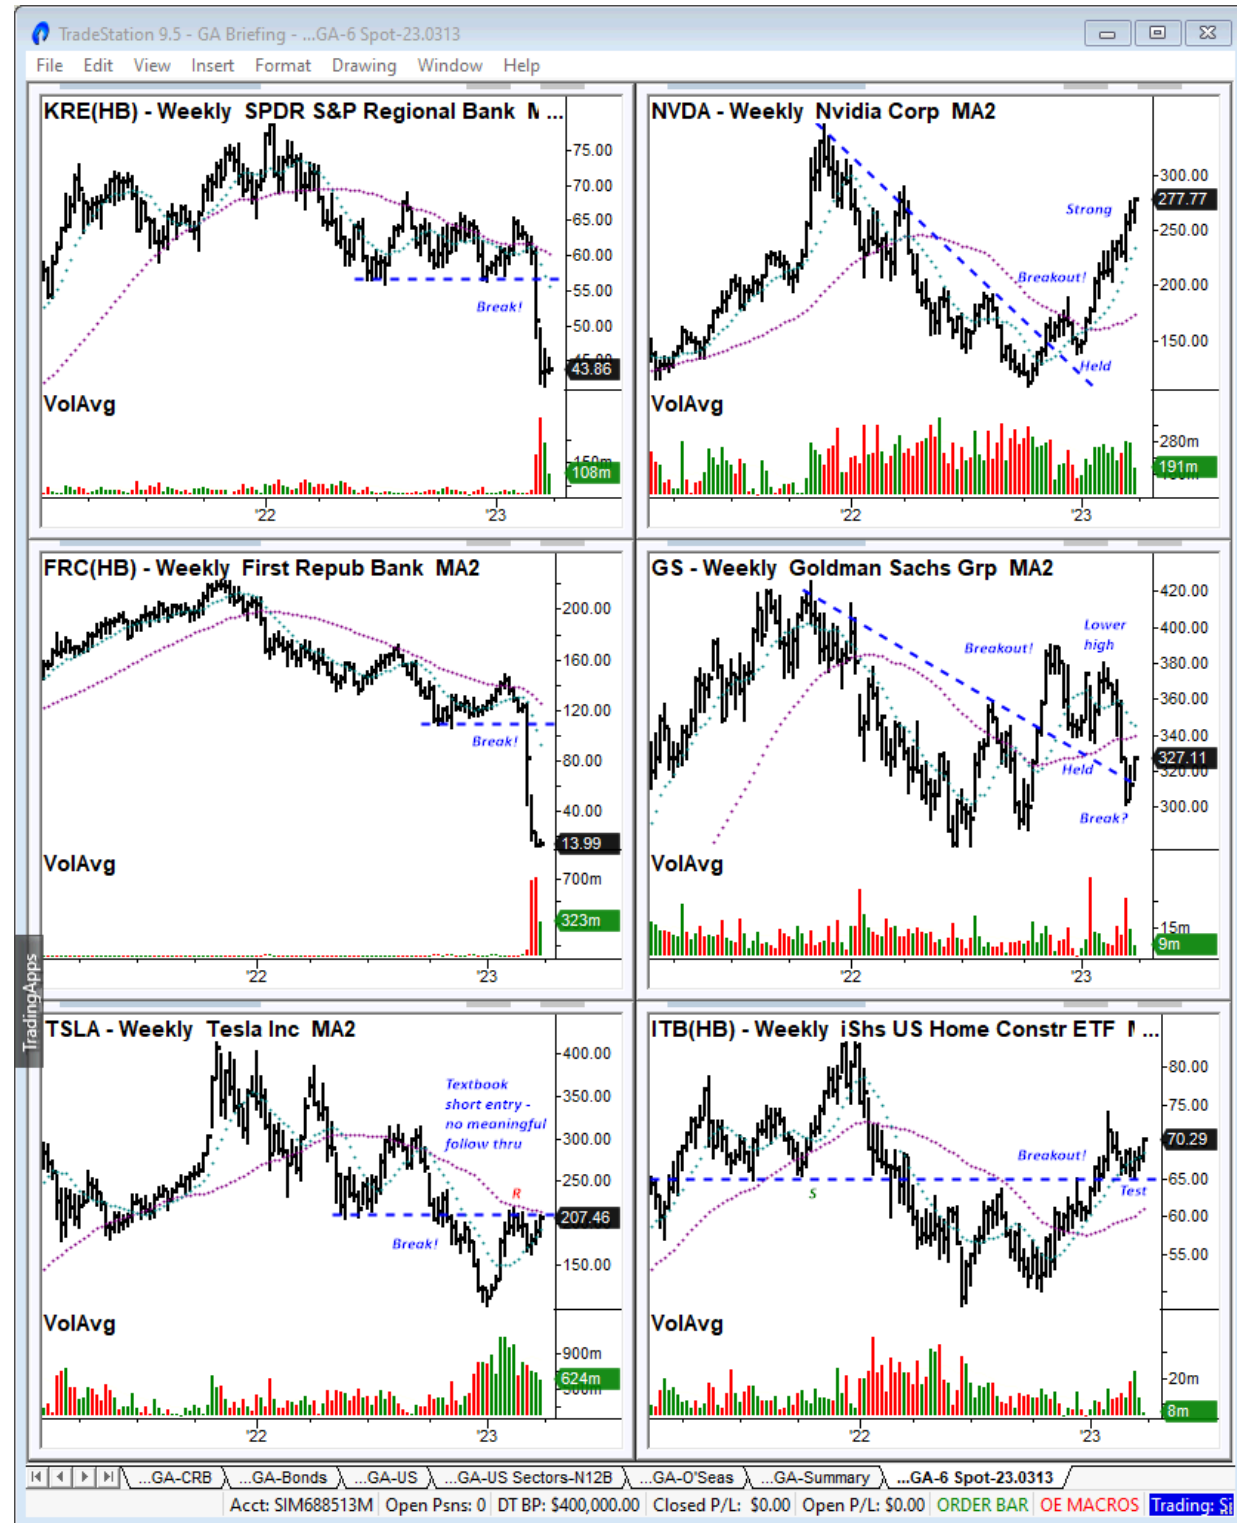 TradeStation 9.5 - GA Briefing - ...GA-6 Spot-23.0313
File Edit View Insert Format Drawing Window Help
KRE(HB) - Weekly SPDR S&P Regional Bank M ...
75.00
70.00
65.00
60.00
55.00
50.00
45.00
43.86
Break!
VolAvg
150m
108m
'22
'23
NVDA - Weekly Nvidia Corp MA2
300.00
277.77
250.00
200.00
150.00
Strong
Breakout!
Held
VolAvg
280m
191m
'22
'23
FRC(HB) - Weekly First Repub Bank MA2
200.00
160.00
120.00
80.00
40.00
13.99
Break!
VolAvg
700m
323m
'22
'23
GS - Weekly Goldman Sachs Grp MA2
420.00
400.00
380.00
360.00
340.00
327.11
320.00
300.00
Lower
high
Breakout!
Held
Break?
VolAvg
15m
9m
'22
'23
TSLA - Weekly Tesla Inc MA2
400.00
350.00
300.00
250.00
207.46
150.00
Textbook
short entry -
no meaningful
follow thru
R
Break!
VolAvg
900m
624m
'22
'23
ITB(HB) - Weekly iShs US Home Constr ETF M ...
80.00
75.00
70.29
65.00
60.00
55.00
Breakout!
S
Test
VolAvg
20m
8m
'22
'23
TradingApps
...GA-CRB ...GA-Bonds ...GA-US ...GA-US Sectors-N12B ...GA-O'Seas ...GA-Summary ...GA-6 Spot-23.0313
Acct: SIM688513M Open Psns: 0 DT BP: $400,000.00 Closed P/L: $0.00 Open P/L: $0.00 ORDER BAR OE MACROS Trading: Si